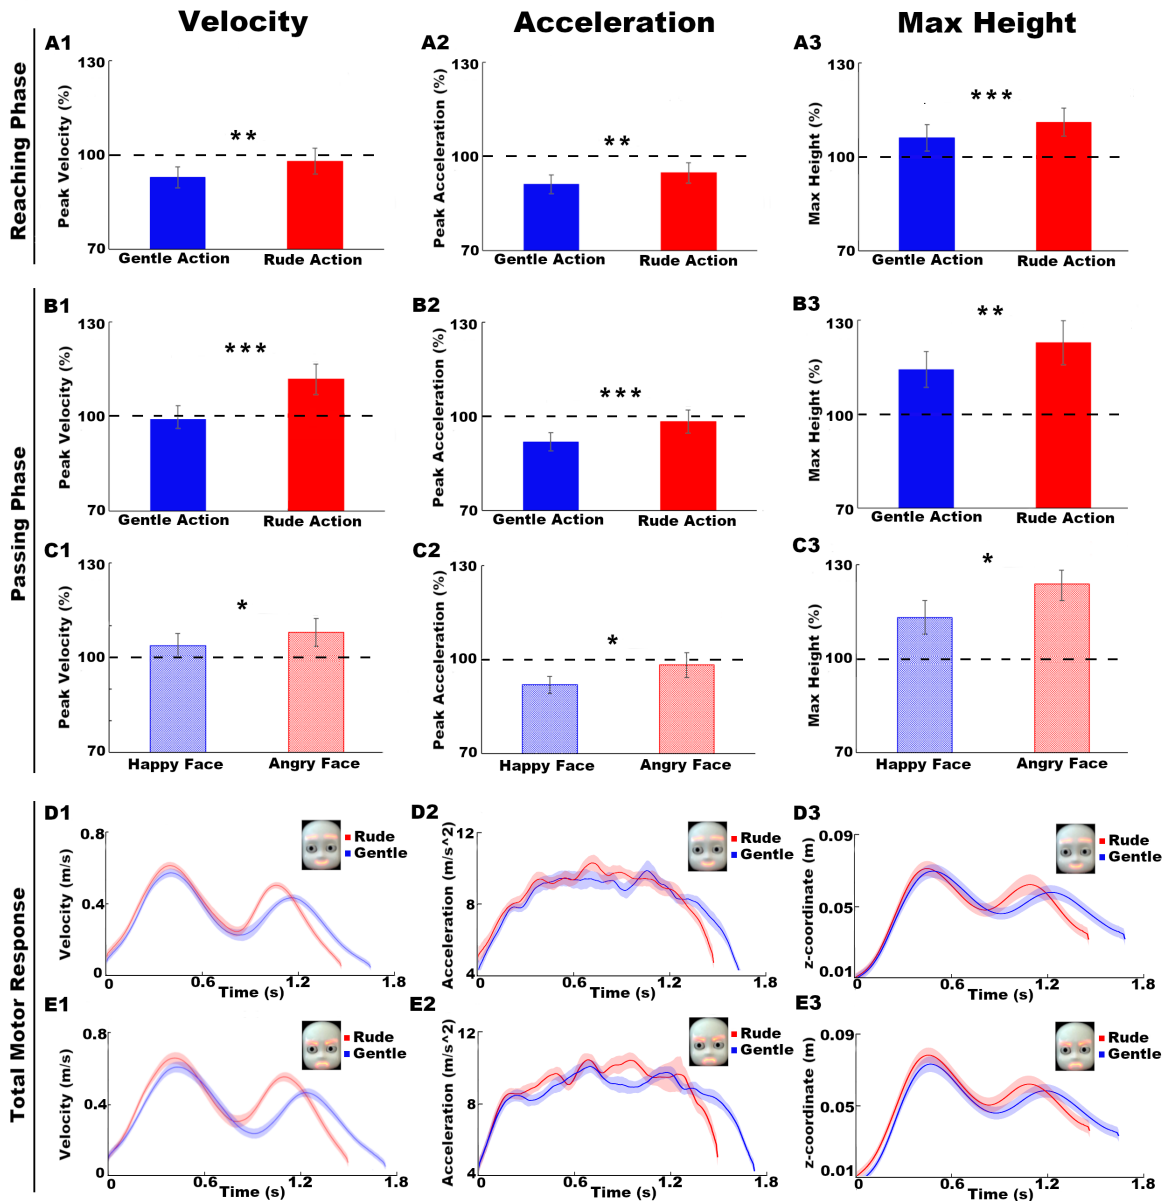 Velocity Acceleration Max Height
Reaching Phase
A1 A2 A3
130 130 130
Peak Velocity (%) Peak Acceleration (%) Max Height (%)
** ** ***
100 100 100
70 70 70
Gentle Action Rude Action Gentle Action Rude Action Gentle Action Rude Action
Passing Phase
B1 B2 B3
130 130 130
Peak Velocity (%) Peak Acceleration (%) Max Height (%)
*** *** **
100 100 100
70 70 70
Gentle Action Rude Action Gentle Action Rude Action Gentle Action Rude Action
C1 C2 C3
130 130 130
Peak Velocity (%) Peak Acceleration (%) Max Height (%)
* * *
100 100 100
70 70 70
Happy Face Angry Face Happy Face Angry Face Happy Face Angry Face
Total Motor Response
D1 D2 D3
0.8 12 0.09
Rude Rude Rude
Gentle Gentle Gentle
Velocity (m/s) Acceleration (m/s^2) z-coordinate (m)
0.4 8 0.05
0 4 0.01
0 0.6 1.2 1.8 0 0.6 1.2 1.8 0 0.6 1.2 1.8
Time (s) Time (s) Time (s)
E1 E2 E3
0.8 12 0.09
Rude Rude Rude
Gentle Gentle Gentle
Velocity (m/s) Acceleration (m/s^2) z-coordinate (m)
0.4 8 0.05
0 4 0.01
0 0.6 1.2 1.8 0 0.6 1.2 1.8 0 0.6 1.2 1.8
Time (s) Time (s) Time (s)